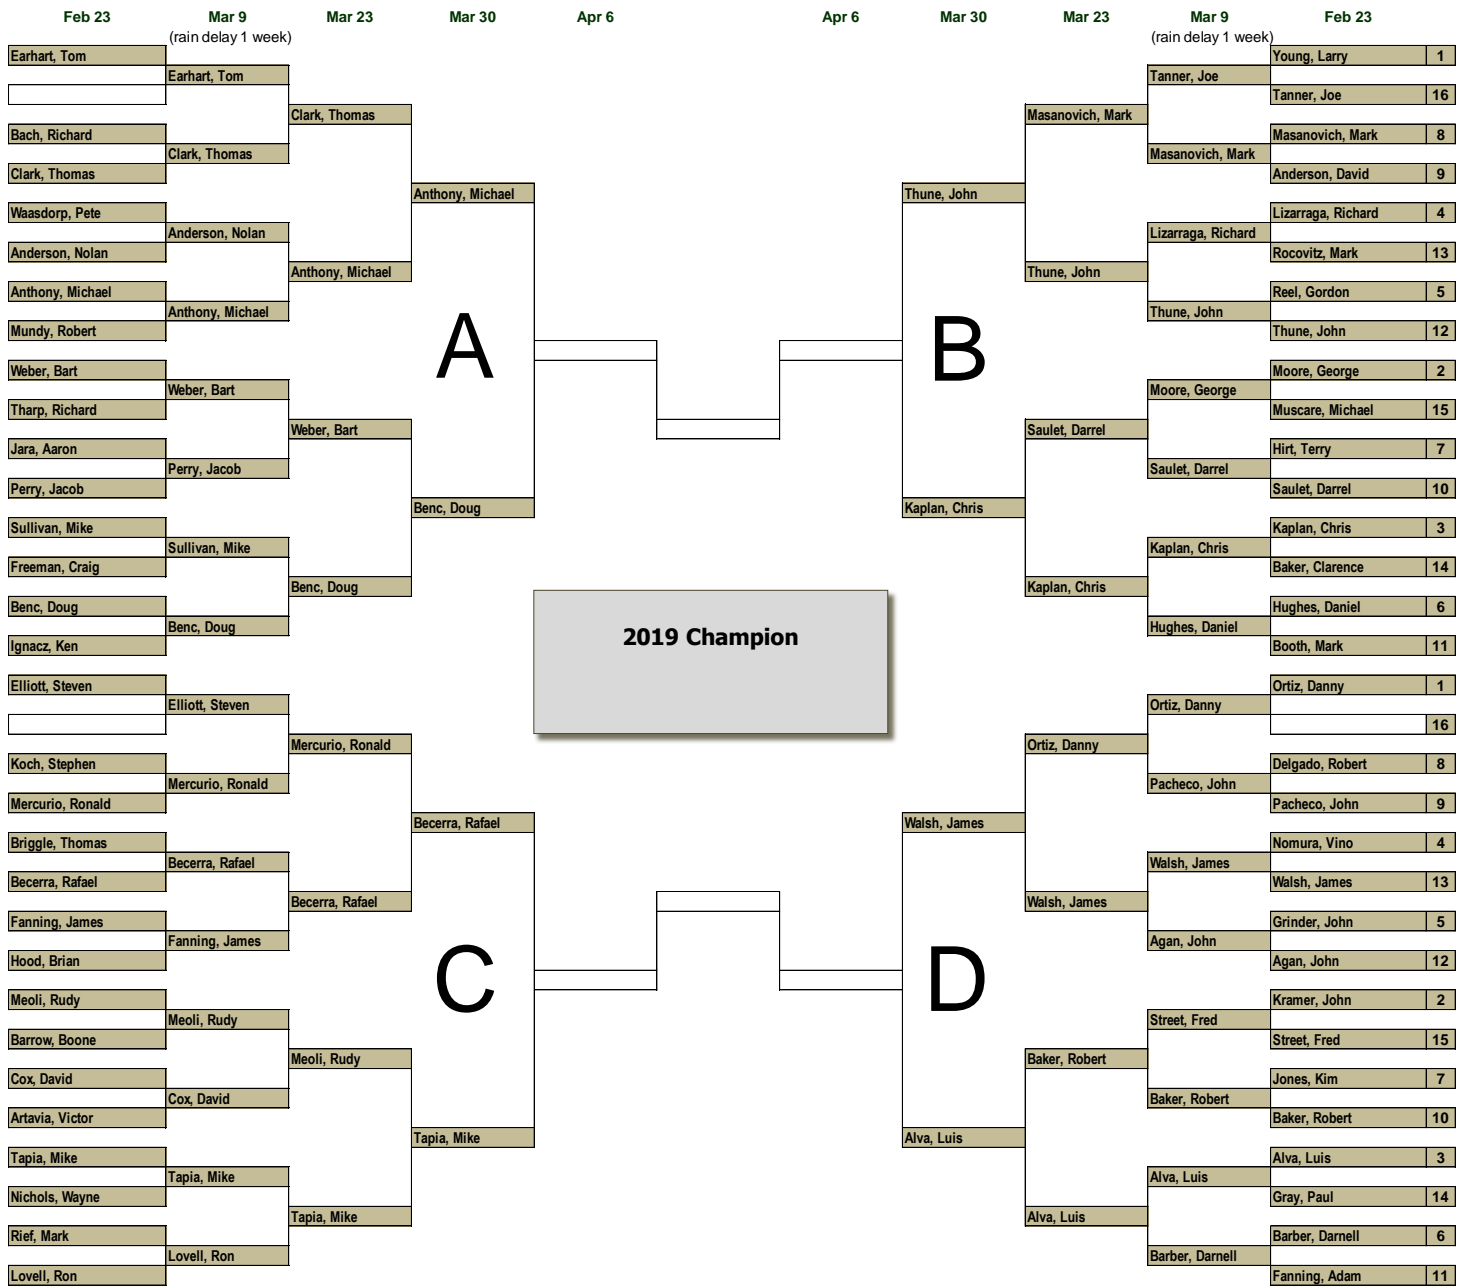 Feb 23 Mar 9 Mar 23 Mar 30 Apr 6 Apr 6 Mar 30 Mar 23 Mar 9 Feb 23
(rain delay 1 week) (rain delay 1 week)
Earhart, Tom Young, Larry 1
Earhart, Tom Tanner, Joe
Tanner, Joe 16
Clark, Thomas Masanovich, Mark
Bach, Richard Masanovich, Mark 8
Clark, Thomas Masanovich, Mark
Clark, Thomas Anderson, David 9
Anthony, Michael Thune, John
Waasdorp, Pete Lizarraga, Richard 4
Anderson, Nolan Lizarraga, Richard
Anderson, Nolan Rocovitz, Mark 13
Anthony, Michael Thune, John
Anthony, Michael Reel, Gordon 5
Anthony, Michael Thune, John
Mundy, Robert Thune, John 12
A B
Weber, Bart Moore, George 2
Weber, Bart Moore, George
Tharp, Richard Muscare, Michael 15
Weber, Bart Saulet, Darrel
Jara, Aaron Hirt, Terry 7
Perry, Jacob Saulet, Darrel
Perry, Jacob Saulet, Darrel 10
Benc, Doug Kaplan, Chris
Sullivan, Mike Kaplan, Chris 3
Sullivan, Mike Kaplan, Chris
Freeman, Craig Baker, Clarence 14
Benc, Doug Kaplan, Chris
Benc, Doug Hughes, Daniel 6
Benc, Doug Hughes, Daniel
2019 Champion
Ignacz, Ken Booth, Mark 11
Elliott, Steven Ortiz, Danny 1
Elliott, Steven Ortiz, Danny
16
Mercurio, Ronald Ortiz, Danny
Koch, Stephen Delgado, Robert 8
Mercurio, Ronald Pacheco, John
Mercurio, Ronald Pacheco, John 9
Becerra, Rafael Walsh, James
Briggle, Thomas Nomura, Vino 4
Becerra, Rafael Walsh, James
Becerra, Rafael Walsh, James 13
Becerra, Rafael Walsh, James
Fanning, James Grinder, John 5
Fanning, James Agan, John
Hood, Brian Agan, John 12
C D
Meoli, Rudy Kramer, John 2
Meoli, Rudy Street, Fred
Barrow, Boone Street, Fred 15
Meoli, Rudy Baker, Robert
Cox, David Jones, Kim 7
Cox, David Baker, Robert
Artavia, Victor Baker, Robert 10
Tapia, Mike Alva, Luis
Tapia, Mike Alva, Luis 3
Tapia, Mike Alva, Luis
Nichols, Wayne Gray, Paul 14
Tapia, Mike Alva, Luis
Rief, Mark Barber, Darnell 6
Lovell, Ron Barber, Darnell
Lovell, Ron Fanning, Adam 11